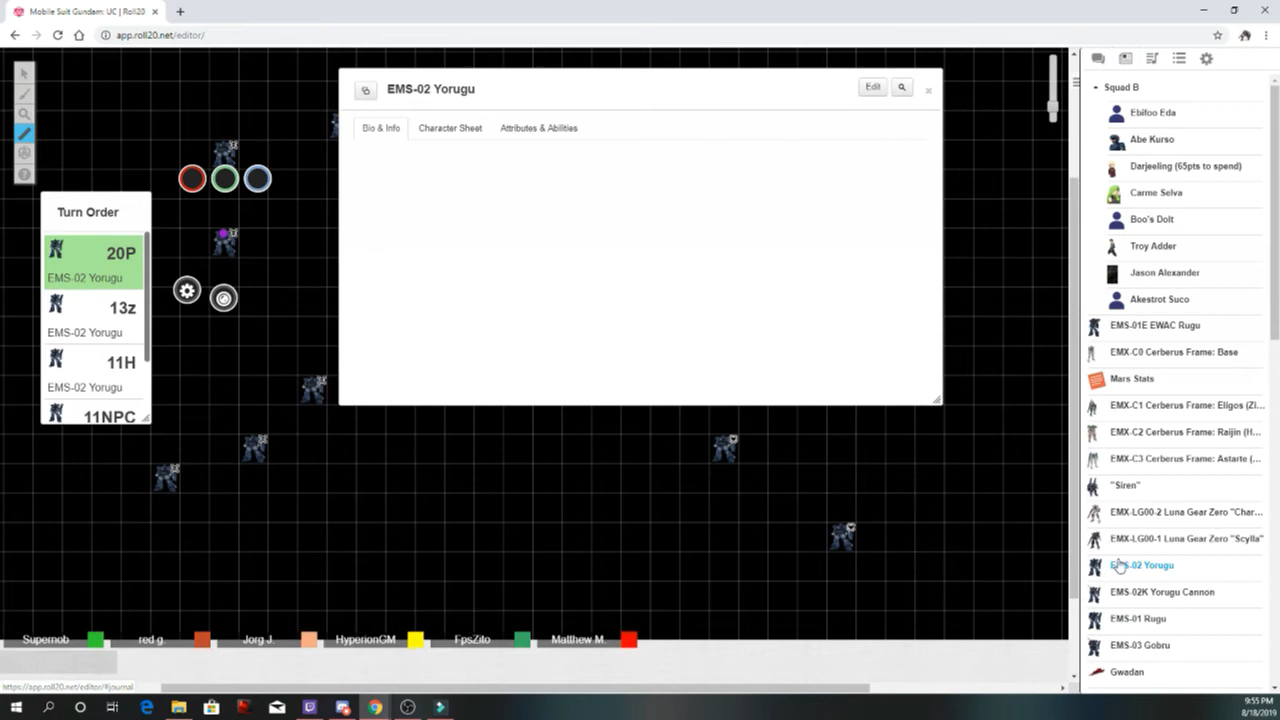 Mobile Suit Gundam: UC | Roll20
app.roll20.net/editor/
EMS-02 Yorugu
Edit
Bio & Info
Character Sheet
Attributes & Abilities
Turn Order
20P
EMS-02 Yorugu
13z
EMS-02 Yorugu
11H
EMS-02 Yorugu
11NPC
Squad B
Ebifoo Eda
Abe Kurso
Darjeeling (65pts to spend)
Carme Selva
Boo's Dolt
Troy Adder
Jason Alexander
Akestrot Suco
EMS-01E EWAC Rugu
EMX-C0 Cerberus Frame: Base
Mars Stats
EMX-C1 Cerberus Frame: Eligos (Zi...
EMX-C2 Cerberus Frame: Raijin (H...
EMX-C3 Cerberus Frame: Astarte (...
"Siren"
EMX-LG00-2 Luna Gear Zero "Char...
EMX-LG00-1 Luna Gear Zero "Scylla"
EMS-02 Yorugu
EMS-02K Yorugu Cannon
EMS-01 Rugu
EMS-03 Gobru
Gwadan
Supernob
red g.
Jorg J.
HyperionGM
FpsZito
Matthew M.
https://app.roll20.net/editor/#journal
9:55 PM
8/18/2019